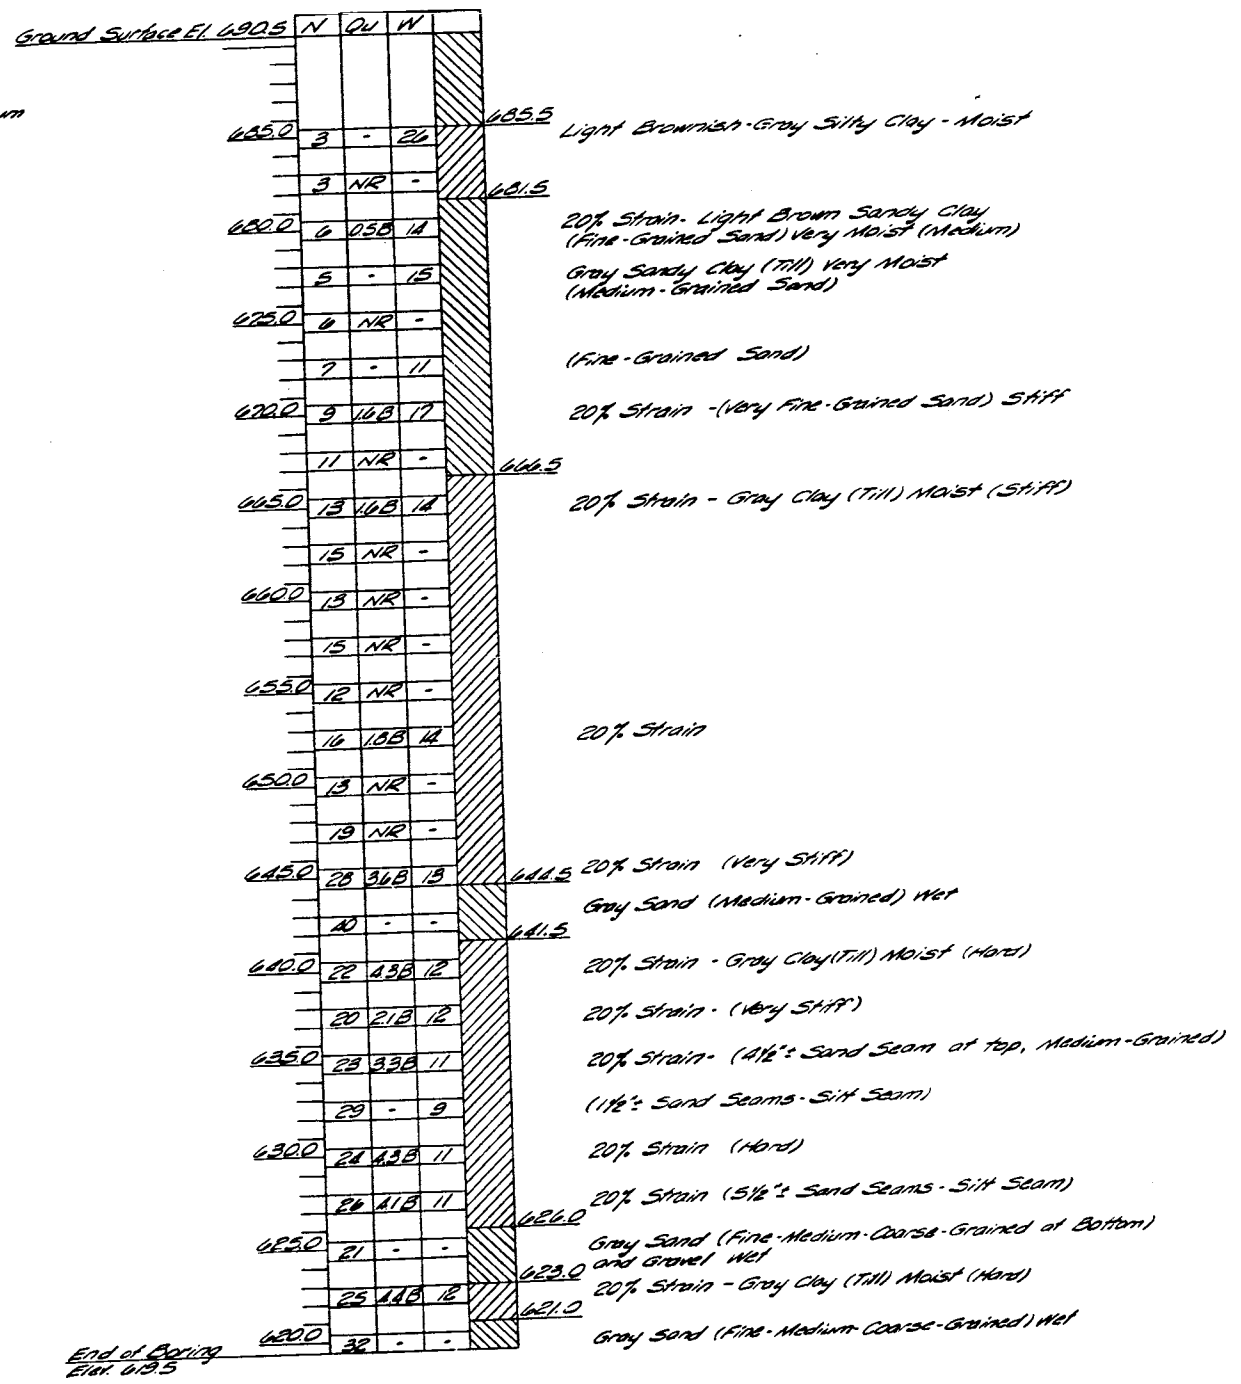 Ground Surface El. 690.5 N Qu W
685.5
Light Brownish-Gray Silty Clay - Moist
685.0 3 - 26
3 NR -
681.5
20% Strain - Light Brown Sandy Clay
680.0 6 0.5B 14
(Fine-Grained Sand) Very Moist (Medium)
Gray Sandy Clay (Till) Very Moist
5 - 15
(Medium-Grained Sand)
675.0 6 NR -
(Fine-Grained Sand)
7 - 11
670.0 9 1.6B 17
20% Strain -(Very Fine-Grained Sand) Stiff
11 NR -
666.5
665.0 13 1.6B 14
20% Strain - Gray Clay (Till) Moist (Stiff)
15 NR -
660.0 13 NR -
15 NR -
655.0 12 NR -
16 1.8B 14
20% Strain
650.0 13 NR -
19 NR -
645.0 28 3.6B 13
644.5
20% Strain (Very Stiff)
Gray Sand (Medium-Grained) Wet
40 - -
641.5
640.0 22 4.3B 12
20% Strain - Gray Clay (Till) Moist (Hard)
20 2.1B 12
20% Strain - (Very Stiff)
635.0 23 3.3B 11
20% Strain - (4½"± Sand Seam at top, Medium-Grained)
29 - 9
(1½"± Sand Seams - Silt Seam)
630.0 24 4.3B 11
20% Strain (Hard)
26 4.1B 11
20% Strain (5½"± Sand Seams - Silt Seam)
626.0
625.0 21 - -
Gray Sand (Fine-Medium-Coarse-Grained at Bottom)
and Gravel Wet
623.0
25 4.4B 12
20% Strain - Gray Clay (Till) Moist (Hard)
621.0
620.0 32 - -
Gray Sand (Fine-Medium-Coarse-Grained) Wet
End of Boring
Elev. 619.5